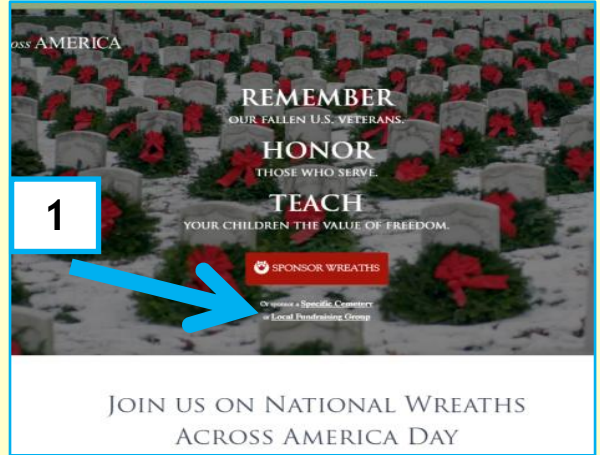 oss AMERICA
REMEMBER
OUR FALLEN U.S. VETERANS.
HONOR
THOSE WHO SERVE.
TEACH
YOUR CHILDREN THE VALUE OF FREEDOM.
1
SPONSOR WREATHS
Or sponsor a Specific Cemetery
or Local Fundraising Group
JOIN US ON NATIONAL WREATHS
ACROSS AMERICA DAY